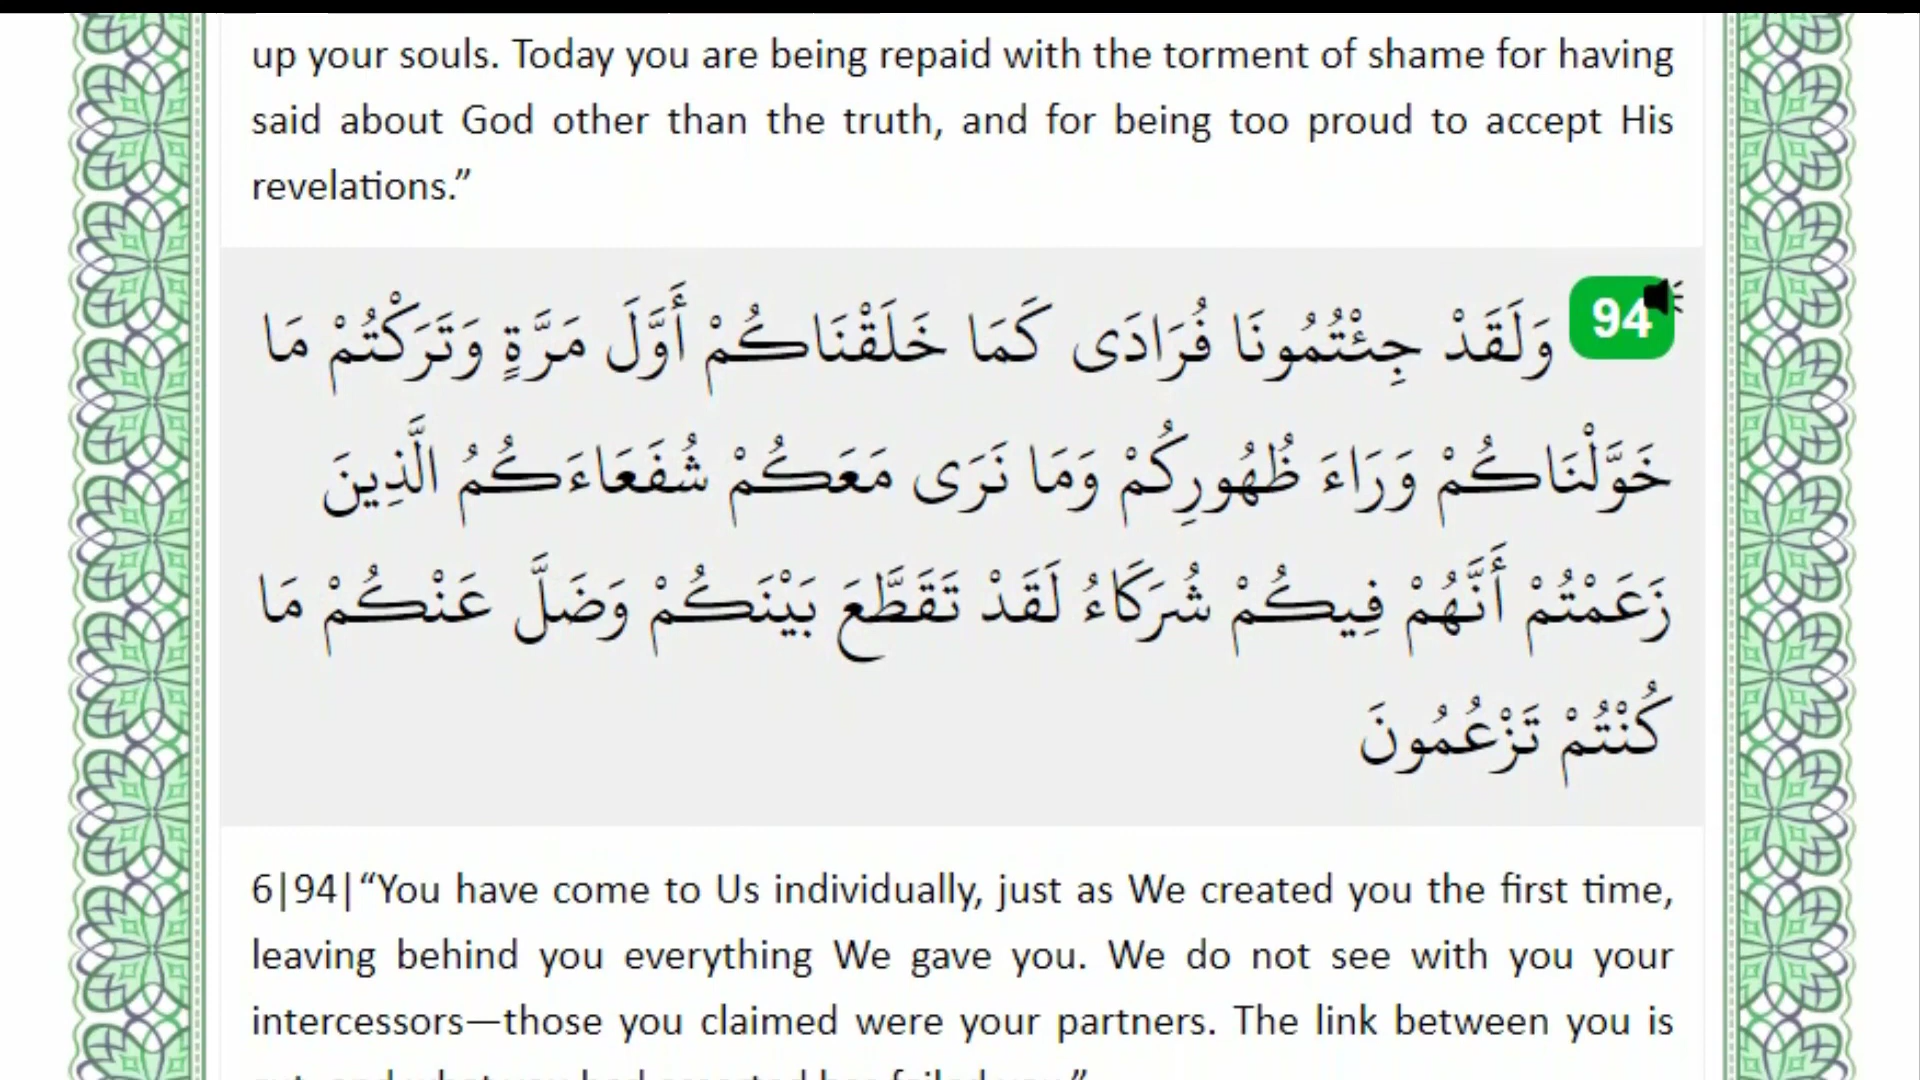 up your souls. Today you are being repaid with the torment of shame for having
said about God other than the truth, and for being too proud to accept His
revelations.”
94 وَلَقَدْ جِئْتُمُونَا فُرَادَى كَمَا خَلَقْنَاكُمْ أَوَّلَ مَرَّةٍ وَتَرَكْتُمْ مَا
خَوَّلْنَاكُمْ وَرَاءَ ظُهُورِكُمْ وَمَا نَرَى مَعَكُمْ شُفَعَاءَكُمُ الَّذِينَ
زَعَمْتُمْ أَنَّهُمْ فِيكُمْ شُرَكَاءُ لَقَدْ تَقَطَّعَ بَيْنَكُمْ وَضَلَّ عَنْكُمْ مَا
كُنْتُمْ تَزْعُمُونَ
6|94|“You have come to Us individually, just as We created you the first time,
leaving behind you everything We gave you. We do not see with you your
intercessors—those you claimed were your partners. The link between you is